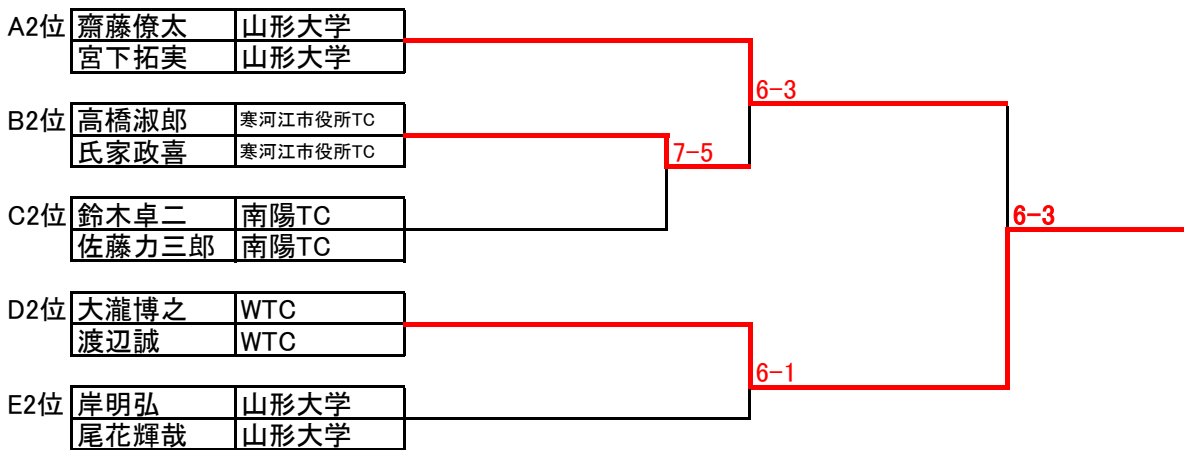 A2位 齋藤僚太 山形大学
宮下拓実 山形大学
6-3
B2位 高橋淑郎 寒河江市役所TC
氏家政喜 寒河江市役所TC
7-5
C2位 鈴木卓二 南陽TC
佐藤力三郎 南陽TC
6-3
D2位 大瀧博之 WTC
渡辺誠 WTC
6-1
E2位 岸明弘 山形大学
尾花輝哉 山形大学